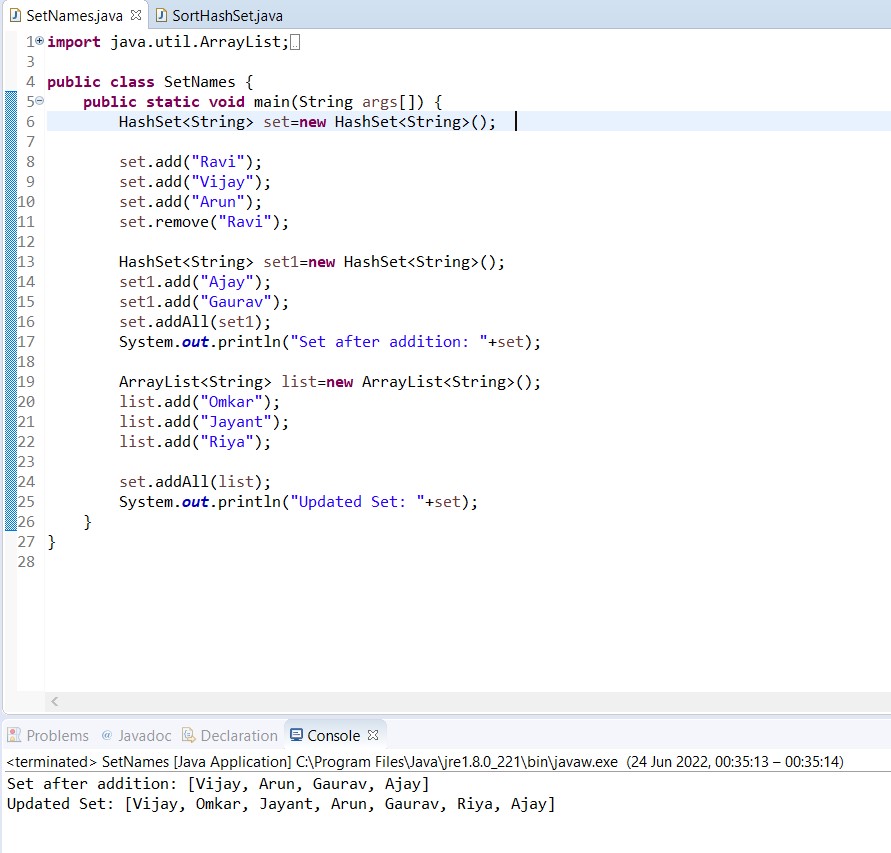 SetNames.java SortHashSet.java
1 import java.util.ArrayList;
3
4 public class SetNames {
5 public static void main(String args[]) {
6 HashSet<String> set=new HashSet<String>();
7
8 set.add("Ravi");
9 set.add("Vijay");
10 set.add("Arun");
11 set.remove("Ravi");
12
13 HashSet<String> set1=new HashSet<String>();
14 set1.add("Ajay");
15 set1.add("Gaurav");
16 set.addAll(set1);
17 System.out.println("Set after addition: "+set);
18
19 ArrayList<String> list=new ArrayList<String>();
20 list.add("Omkar");
21 list.add("Jayant");
22 list.add("Riya");
23
24 set.addAll(list);
25 System.out.println("Updated Set: "+set);
26 }
27 }
28
Problems @ Javadoc Declaration Console
<terminated> SetNames [Java Application] C:\Program Files\Java\jre1.8.0_221\bin\javaw.exe (24 Jun 2022, 00:35:13 – 00:35:14)
Set after addition: [Vijay, Arun, Gaurav, Ajay]
Updated Set: [Vijay, Omkar, Jayant, Arun, Gaurav, Riya, Ajay]